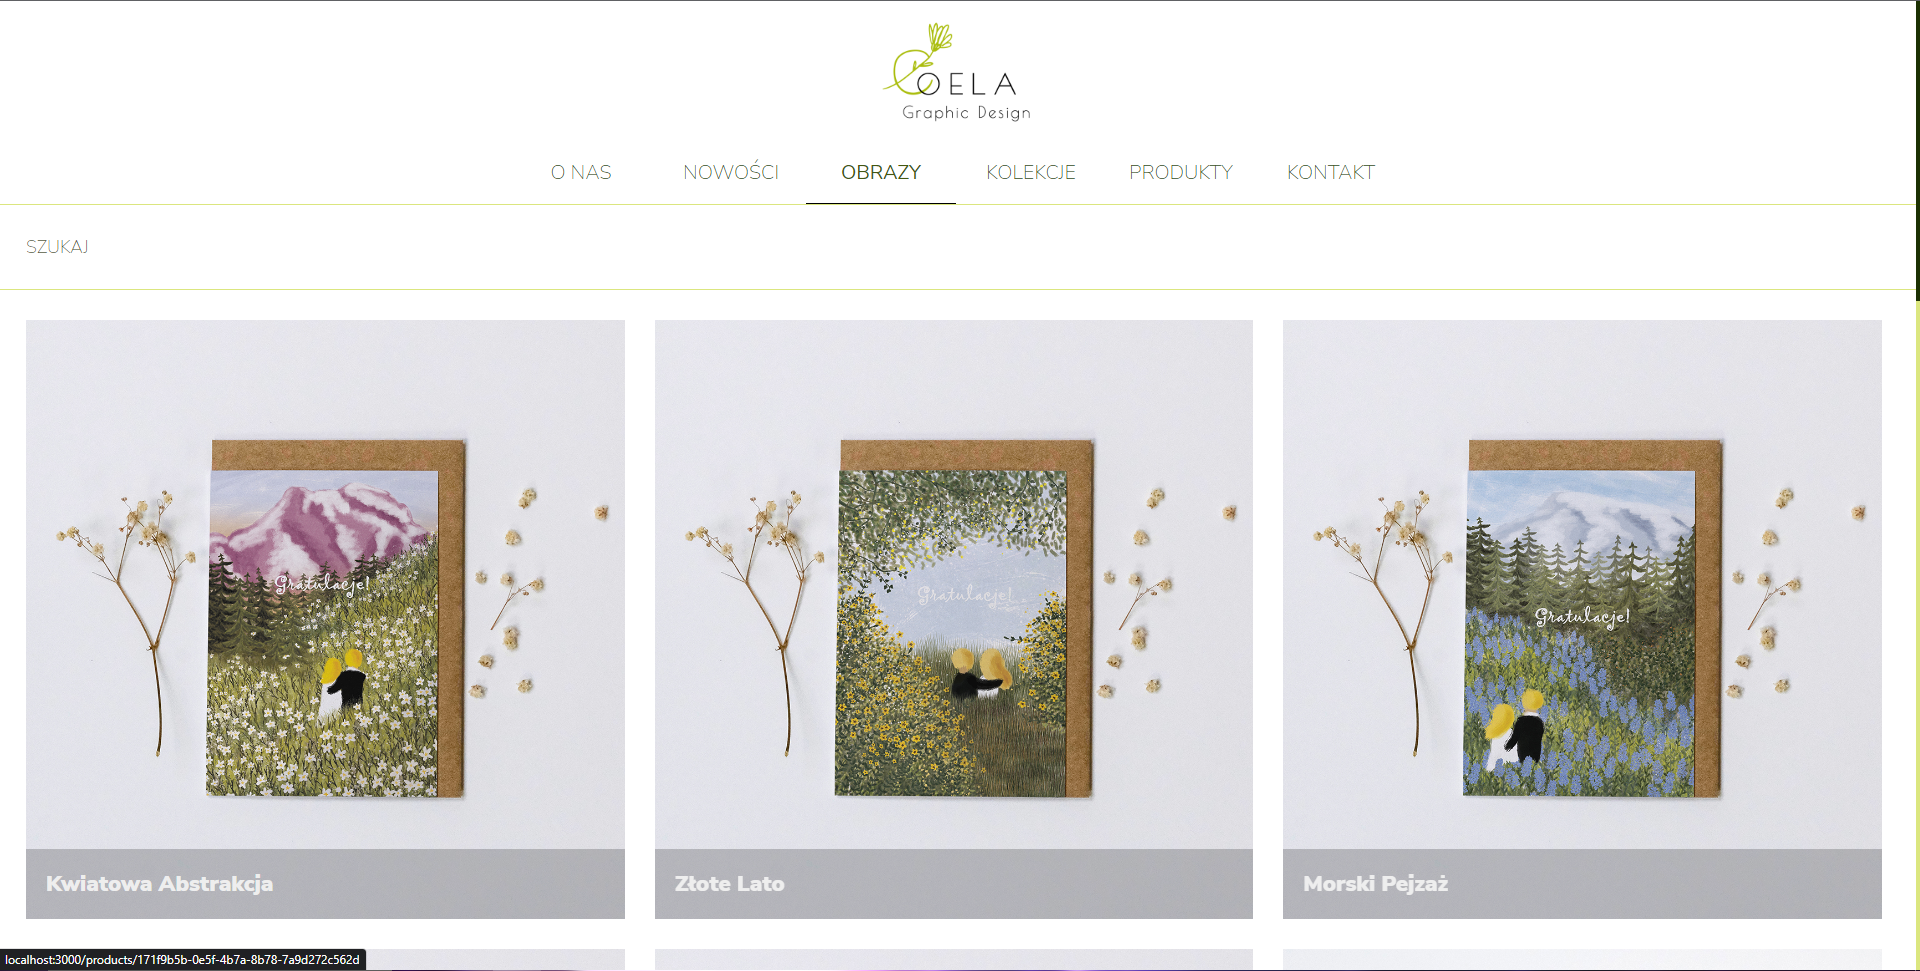 OELA
Graphic Design
O NAS NOWOŚCI OBRAZY KOLEKCJE PRODUKTY KONTAKT
SZUKAJ
Gratulacje! Gratulacje! Gratulacje!
Kwiatowa Abstrakcja Złote Lato Morski Pejzaż
localhost:3000/products/171f9b5b-0e5f-4b7a-8b78-7a9d272c562d